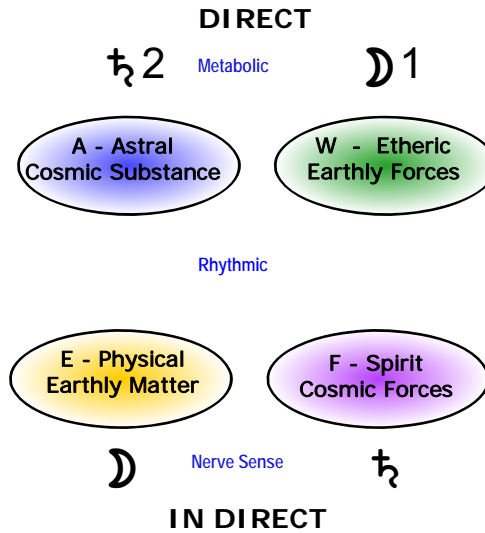 DIRECT
♄ 2 Metabolic ☽ 1
A - Astral
Cosmic Substance
W - Etheric
Earthly Forces
Rhythmic
E - Physical
Earthly Matter
F - Spirit
Cosmic Forces
☽ Nerve Sense ♄
IN DIRECT